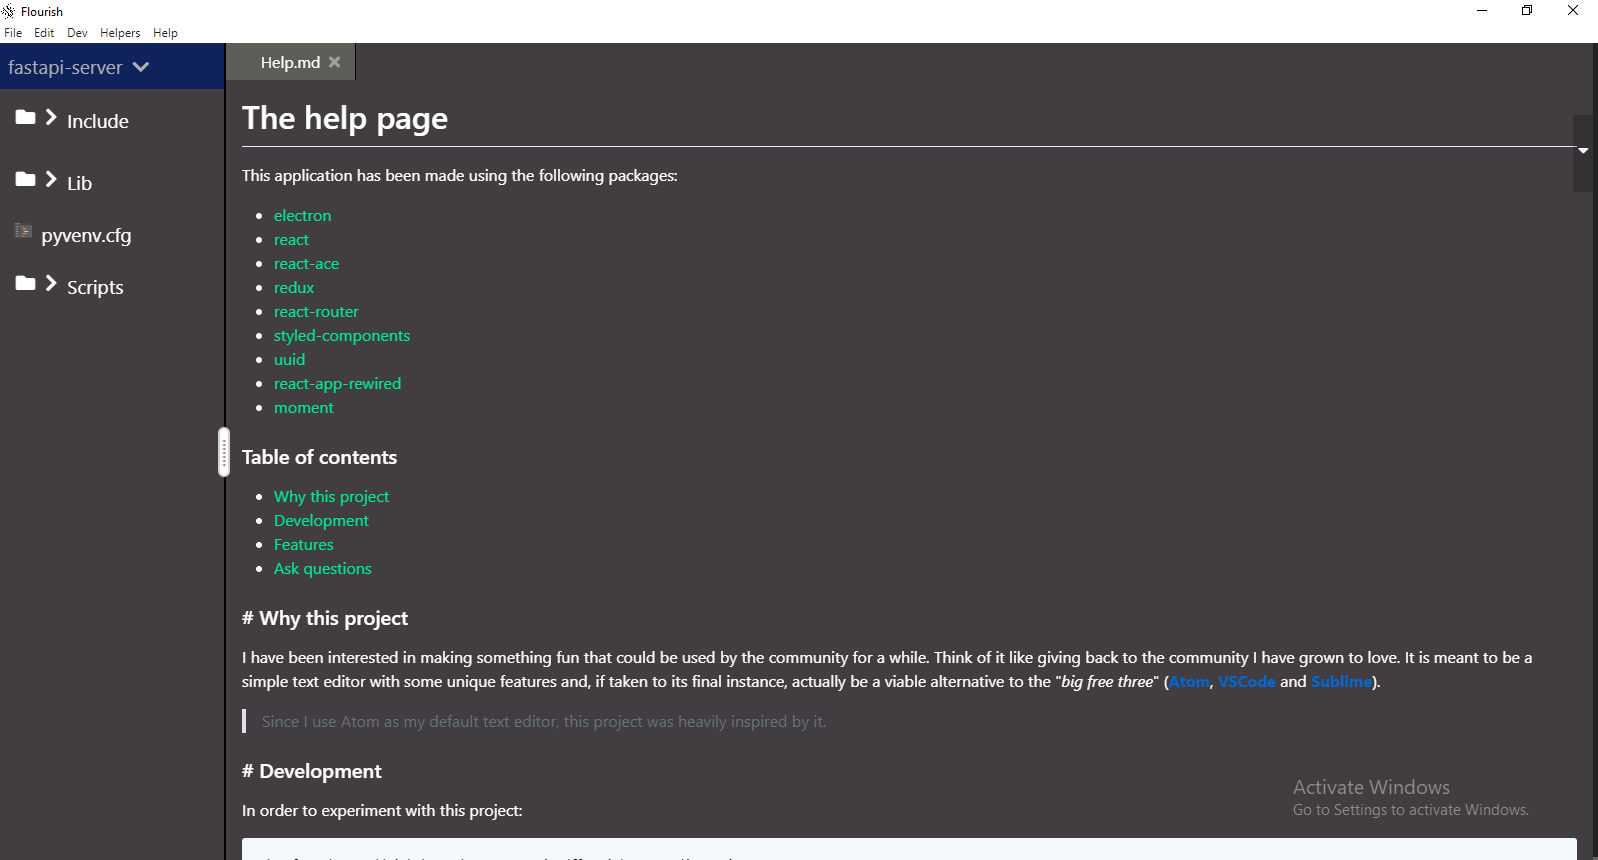 Flourish
File Edit Dev Helpers Help
fastapi-server
Include
Lib
pyvenv.cfg
Scripts
Help.md
The help page
This application has been made using the following packages:
electron
react
react-ace
redux
react-router
styled-components
uuid
react-app-rewired
moment
Table of contents
Why this project
Development
Features
Ask questions
# Why this project
I have been interested in making something fun that could be used by the community for a while. Think of it like giving back to the community I have grown to love. It is meant to be a
simple text editor with some unique features and, if taken to its final instance, actually be a viable alternative to the "big free three" (Atom, VSCode and Sublime).
Since I use Atom as my default text editor, this project was heavily inspired by it.
# Development
In order to experiment with this project:
Activate Windows
Go to Settings to activate Windows.